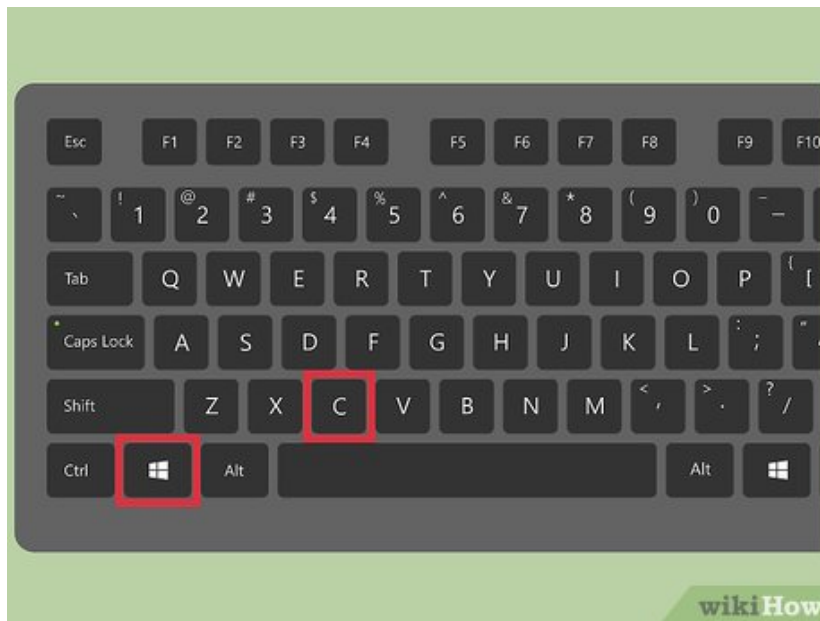 Esc F1 F2 F3 F4 F5 F6 F7 F8 F9 F10
~ ` ! 1 @ 2 # 3 $ 4 % 5 ^ 6 & 7 * 8 ( 9 ) 0 _ –
Tab Q W E R T Y U I O P { [
Caps Lock A S D F G H J K L : ; "
Shift Z X C V B N M < , > . ? /
Ctrl Alt Alt
wikiHow